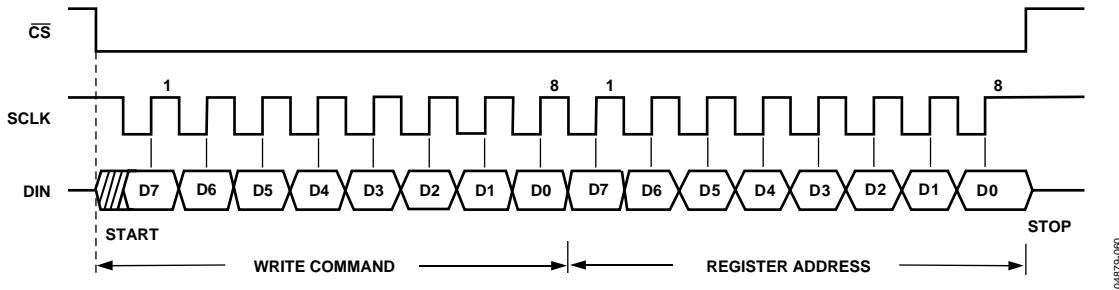 CS
1 8 1 8
SCLK
DIN D7 D6 D5 D4 D3 D2 D1 D0 D7 D6 D5 D4 D3 D2 D1 D0
START STOP
WRITE COMMAND REGISTER ADDRESS
04879-060